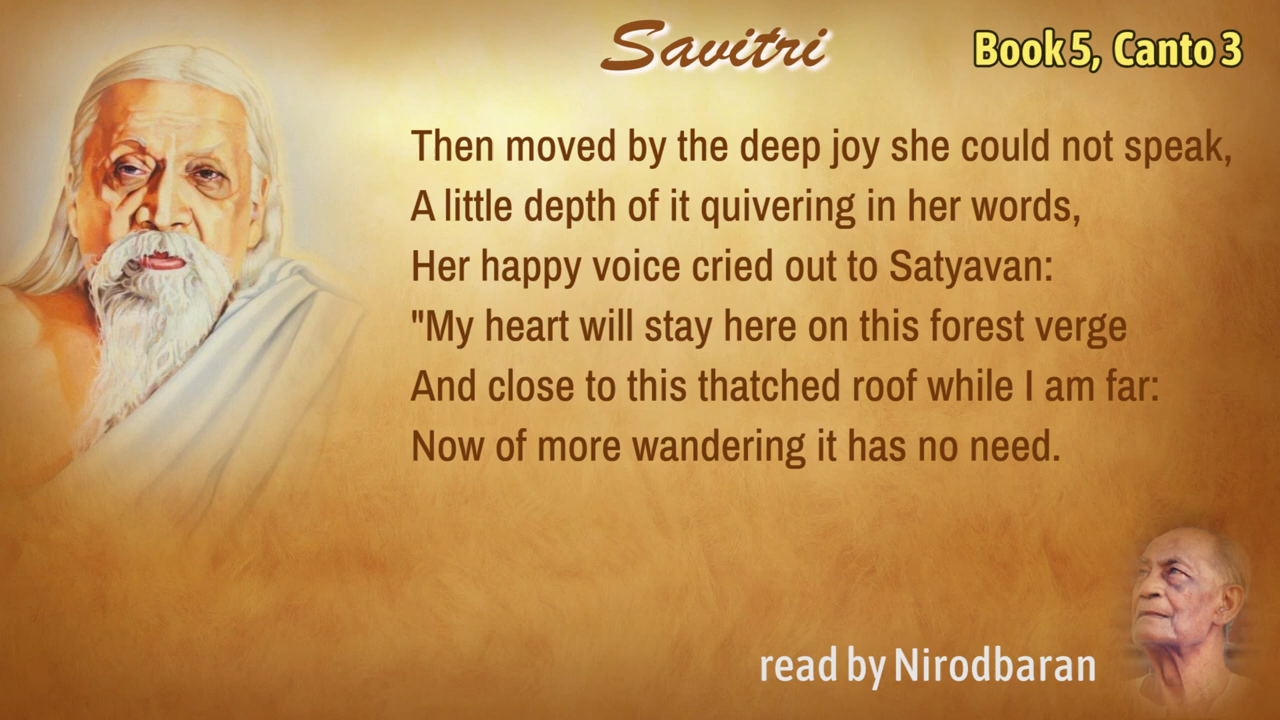 Savitri
Book 5, Canto 3
Then moved by the deep joy she could not speak,
A little depth of it quivering in her words,
Her happy voice cried out to Satyavan:
"My heart will stay here on this forest verge
And close to this thatched roof while I am far:
Now of more wandering it has no need.
read by Nirodbaran